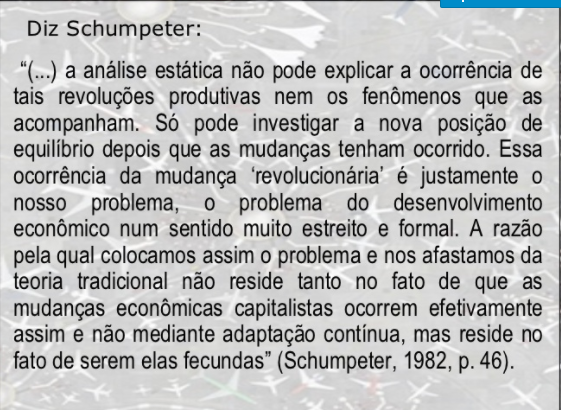 Diz Schumpeter:
“(...) a análise estática não pode explicar a ocorrência de
tais revoluções produtivas nem os fenômenos que as
acompanham. Só pode investigar a nova posição de
equilíbrio depois que as mudanças tenham ocorrido. Essa
ocorrência da mudança ‘revolucionária’ é justamente o
nosso problema, o problema do desenvolvimento
econômico num sentido muito estreito e formal. A razão
pela qual colocamos assim o problema e nos afastamos da
teoria tradicional não reside tanto no fato de que as
mudanças econômicas capitalistas ocorrem efetivamente
assim e não mediante adaptação contínua, mas reside no
fato de serem elas fecundas” (Schumpeter, 1982, p. 46).